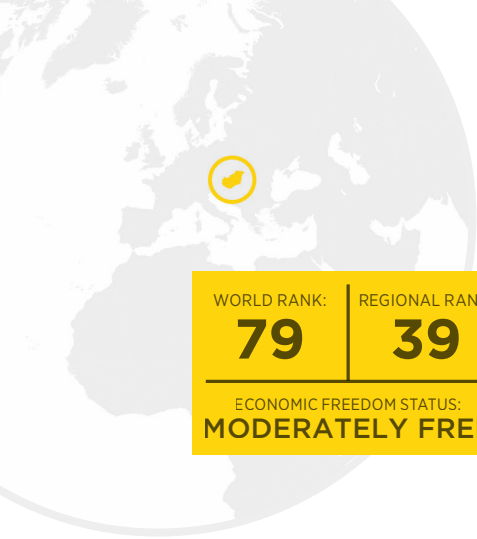 WORLD RANK: REGIONAL RAN
79 39
ECONOMIC FREEDOM STATUS:
MODERATELY FRE